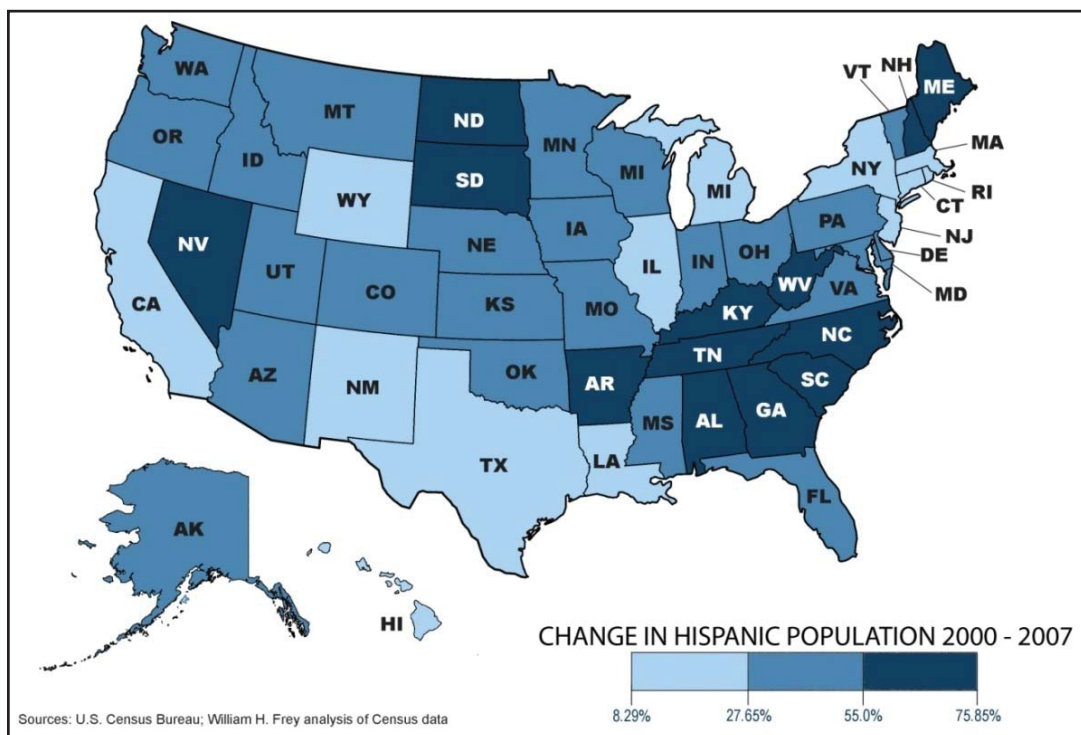 WA
MT
ND
MN
VT
NH
ME
OR
ID
SD
MI
MI
NY
MA
WY
RI
CT
NV
NE
IA
PA
NJ
CA
UT
CO
KS
MO
IL
IN
OH
DE
WV
VA
MD
KY
AZ
NM
OK
AR
TN
NC
SC
TX
LA
MS
AL
GA
FL
AK
HI
CHANGE IN HISPANIC POPULATION 2000 - 2007
8.29%
27.65%
55.0%
75.85%
Sources: U.S. Census Bureau; William H. Frey analysis of Census data